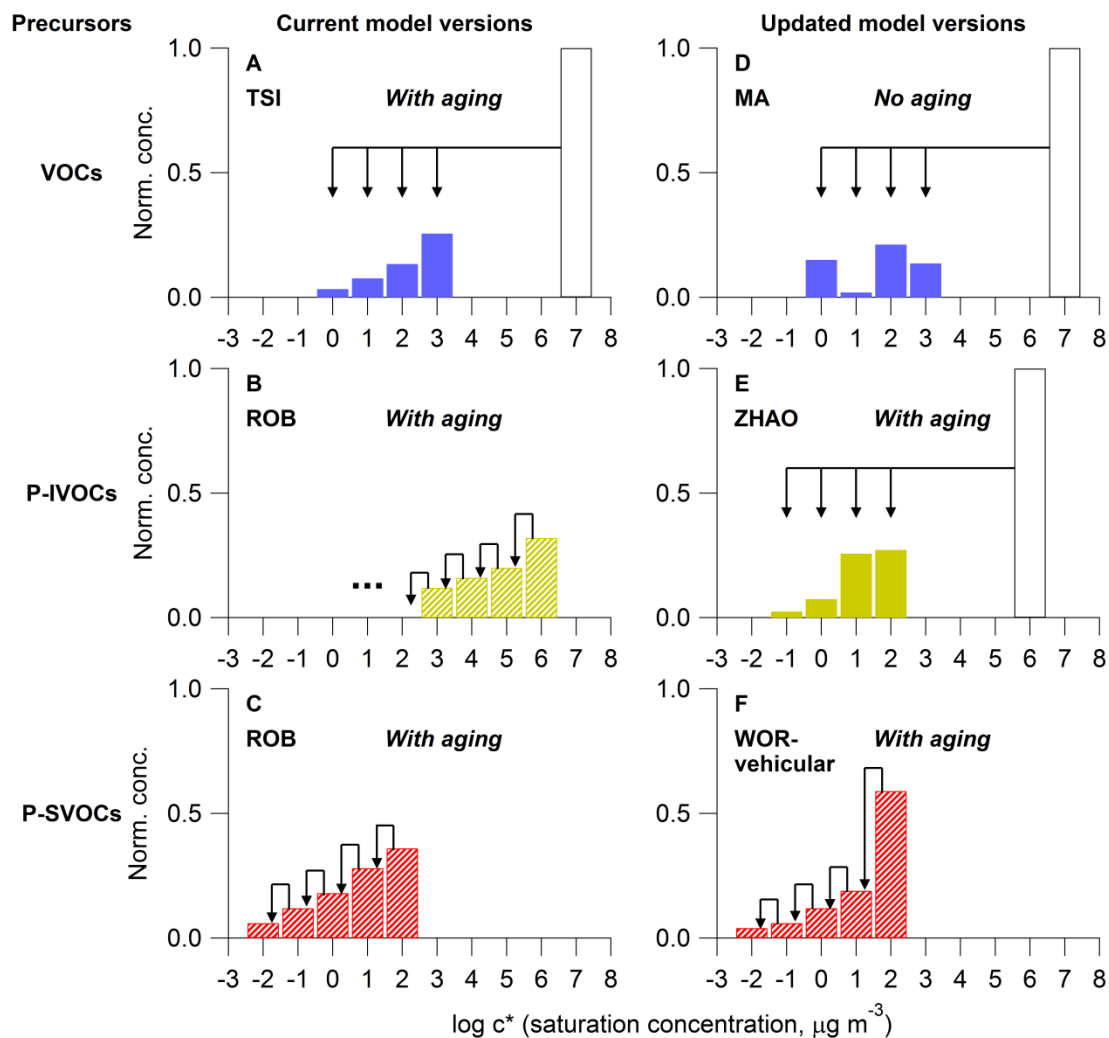 Precursors
Current model versions
Updated model versions
VOCs
Norm. conc.
1.0
0.5
0.0
A
TSI
With aging
-3 -2 -1 0 1 2 3 4 5 6 7 8
1.0
0.5
0.0
D
MA
No aging
-3 -2 -1 0 1 2 3 4 5 6 7 8
P-IVOCs
Norm. conc.
1.0
0.5
0.0
B
ROB
With aging
...
-3 -2 -1 0 1 2 3 4 5 6 7 8
1.0
0.5
0.0
E
ZHAO
With aging
-3 -2 -1 0 1 2 3 4 5 6 7 8
P-SVOCs
Norm. conc.
1.0
0.5
0.0
C
ROB
With aging
-3 -2 -1 0 1 2 3 4 5 6 7 8
1.0
0.5
0.0
F
WOR-
vehicular
With aging
-3 -2 -1 0 1 2 3 4 5 6 7 8
log c* (saturation concentration, μg m⁻³)